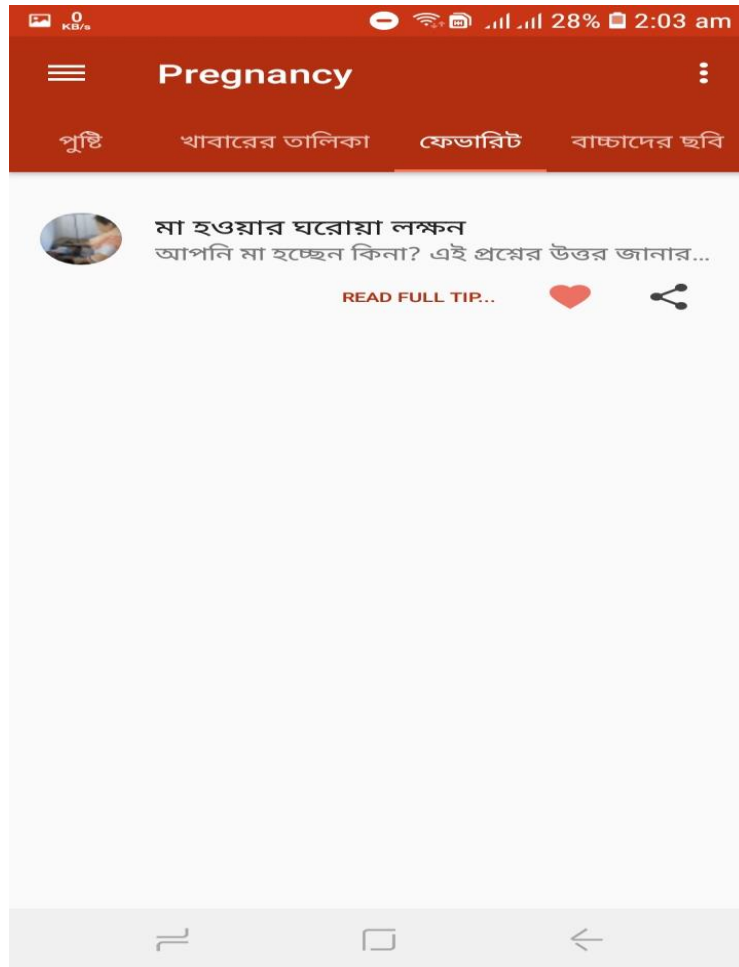 0
KB/s
28% 2:03 am
Pregnancy
পুষ্টি খাবারের তালিকা ফেভারিট বাচ্চাদের ছবি
মা হওয়ার ঘরোয়া লক্ষন
আপনি মা হচ্ছেন কিনা? এই প্রশ্নের উত্তর জানার...
READ FULL TIP...